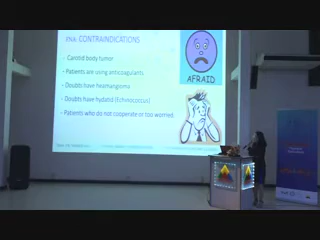 FNA- CONTRAINDICATIONS
- Carotid body tumor
- Patients are using anticoagulants
- Doubts have heamangioma
- Doubts have hydatid (Echinococcus)
- Patients who do not cooperate or too worried
AFRAID